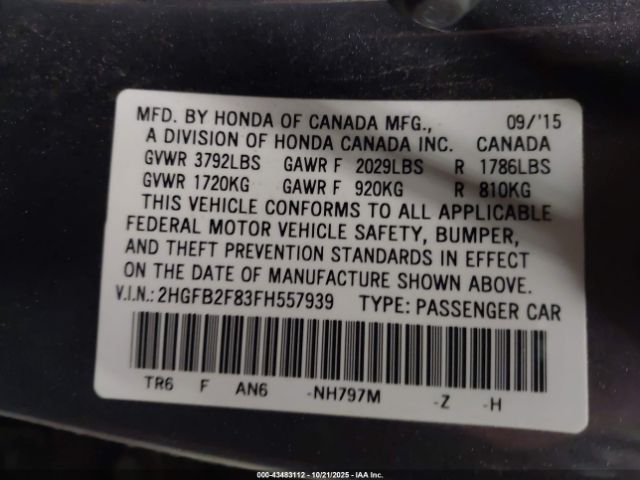 MFD. BY HONDA OF CANADA MFG., 09/'15
A DIVISION OF HONDA CANADA INC. CANADA
GVWR 3792LBS GAWR F 2029LBS R 1786LBS
GVWR 1720KG GAWR F 920KG R 810KG
THIS VEHICLE CONFORMS TO ALL APPLICABLE
FEDERAL MOTOR VEHICLE SAFETY, BUMPER,
AND THEFT PREVENTION STANDARDS IN EFFECT
ON THE DATE OF MANUFACTURE SHOWN ABOVE.
V.I.N.: 2HGFB2F83FH557939 TYPE: PASSENGER CAR
TR6 F AN6 -NH797M -Z -H
000-43483112 - 10/21/2025 - Copyright © 2025 IAA, Inc.